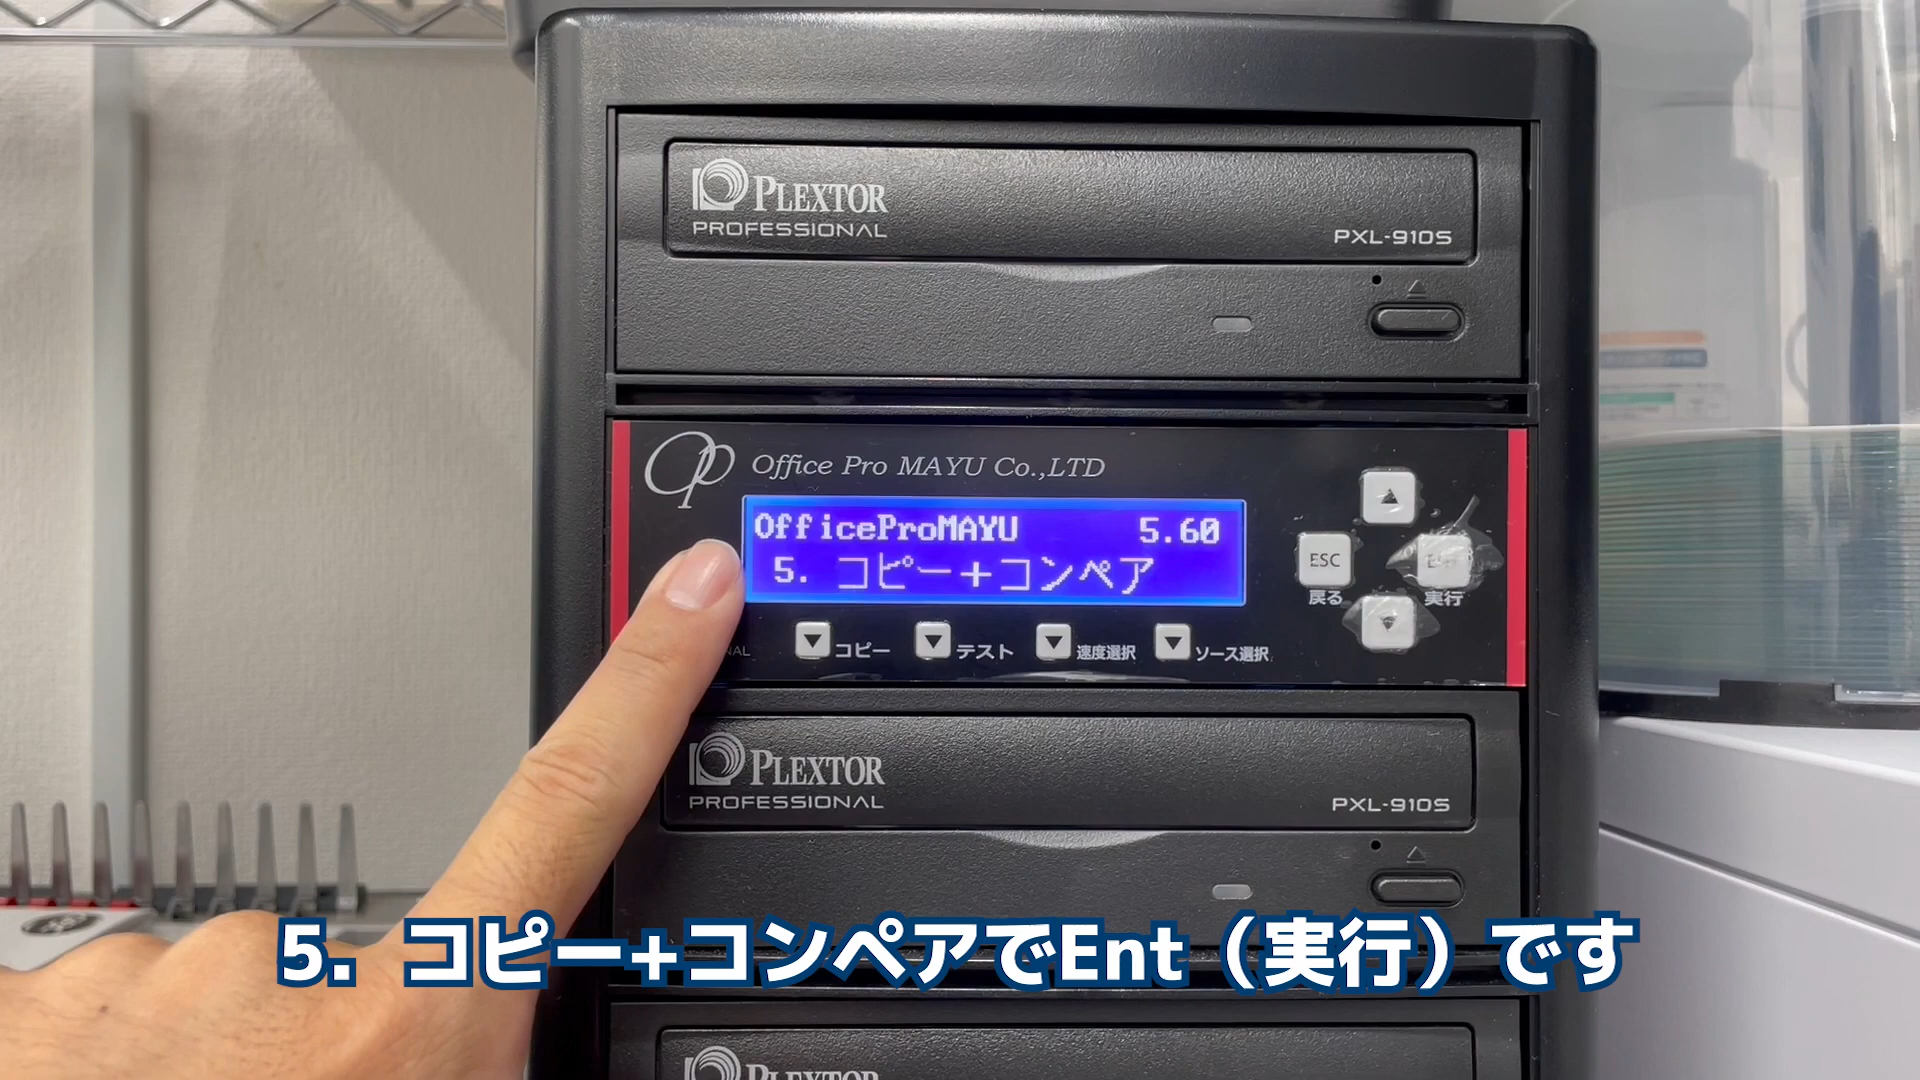 PLEXTOR
PROFESSIONAL
PXL-910S
Op Office Pro MAYU Co.,LTD
OfficeProMAYU 5.60
5. コピー+コンペア
▲
ESC
戻る
実行
▼
NAL
▼コピー ▼テスト ▼速度選択 ▼ソース選択
PLEXTOR
PROFESSIONAL
PXL-910S
5. コピー+コンペアでEnt（実行）です
PLEXTOR